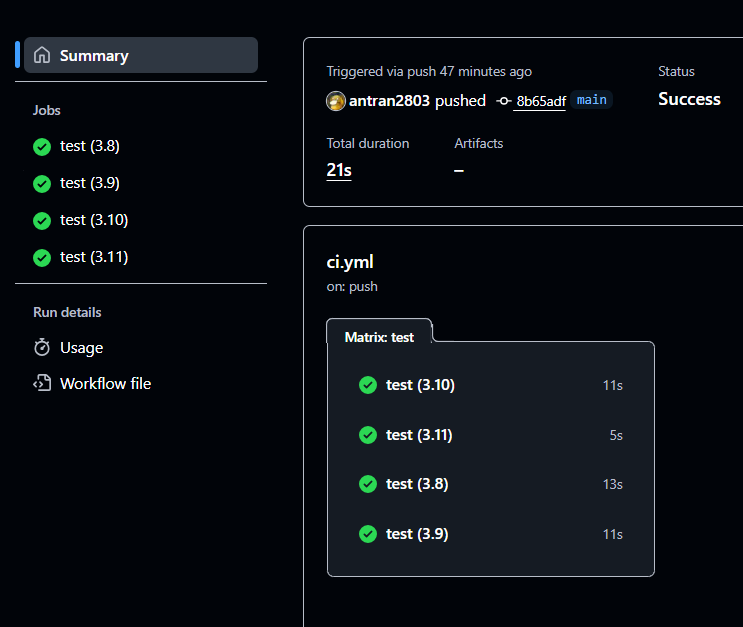 Summary
Jobs
test (3.8)
test (3.9)
test (3.10)
test (3.11)
Run details
Usage
Workflow file
Triggered via push 47 minutes ago
antran2803 pushed 8b65adf main
Status
Success
Total duration
21s
Artifacts
–
ci.yml
on: push
Matrix: test
test (3.10) 11s
test (3.11) 5s
test (3.8) 13s
test (3.9) 11s